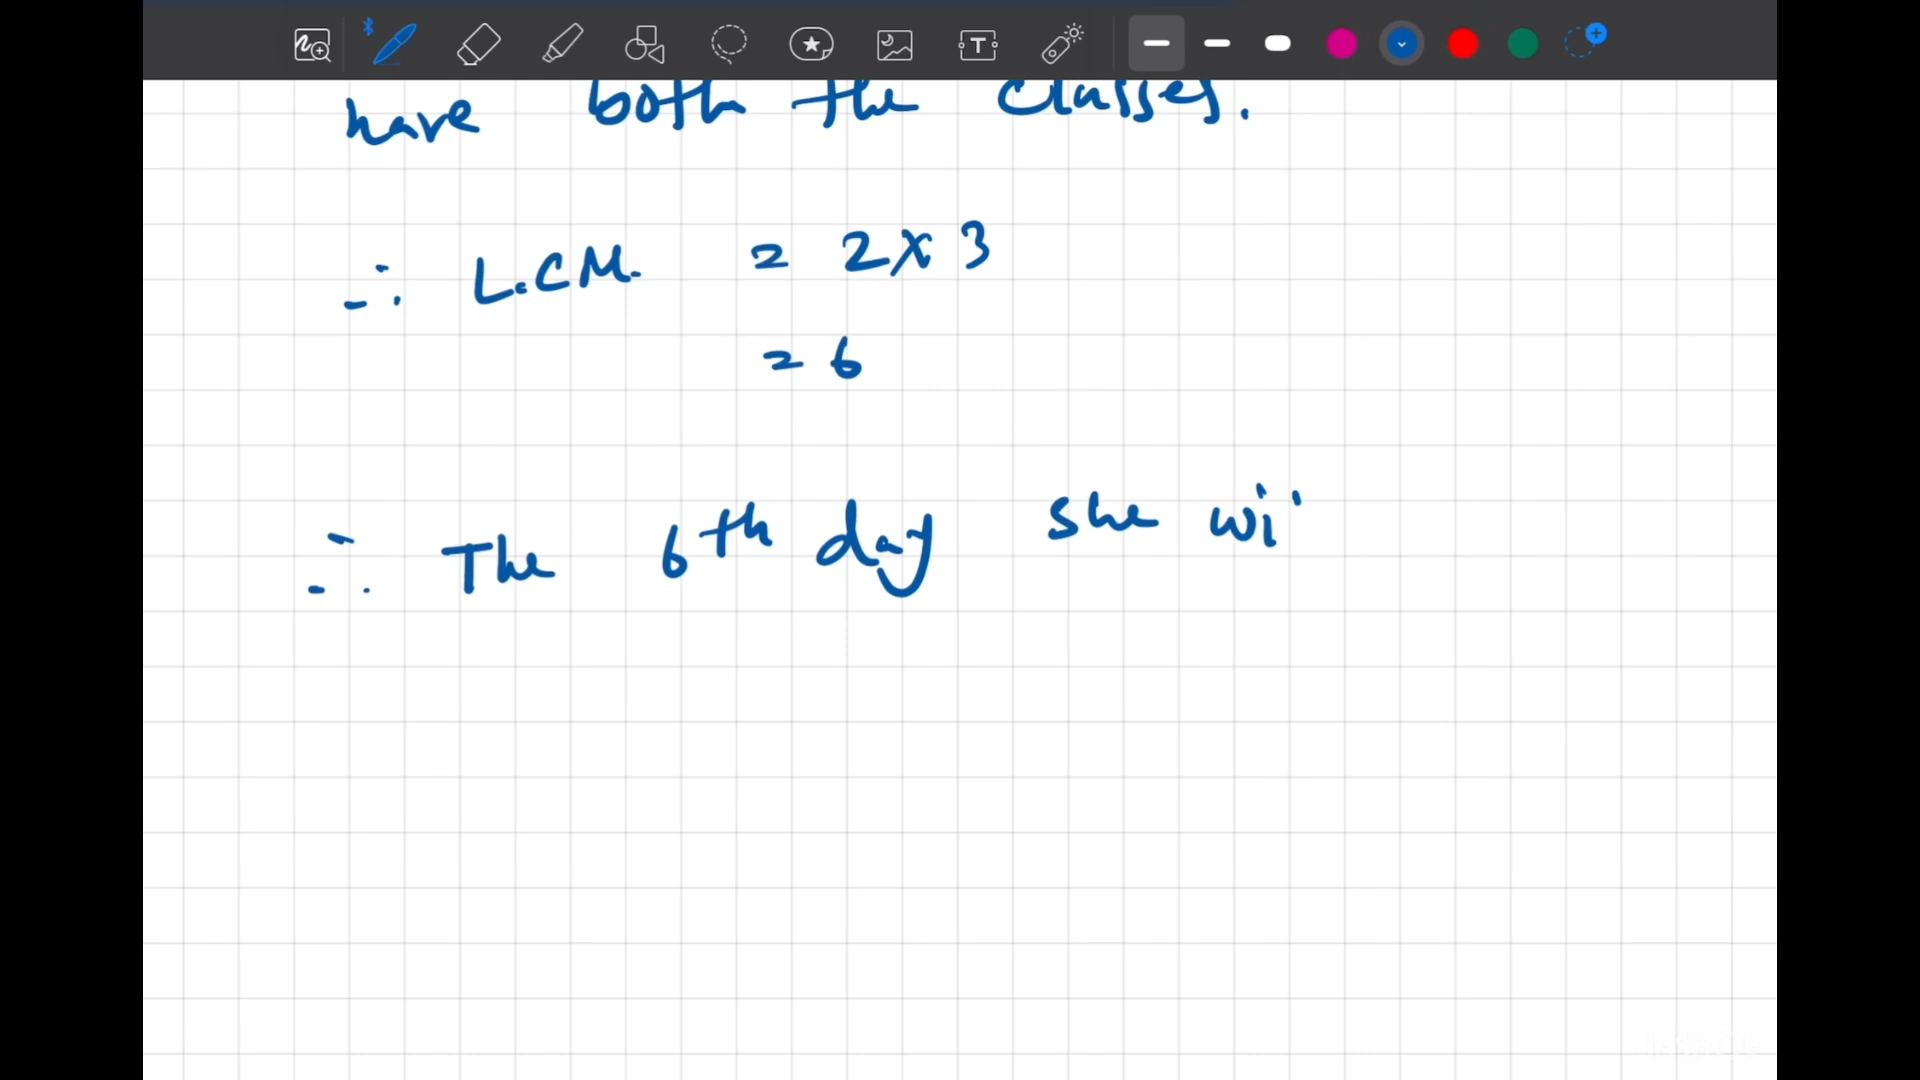 have both the classes.
∴ L.C.M. = 2 × 3
= 6
∴ The 6th day she wi